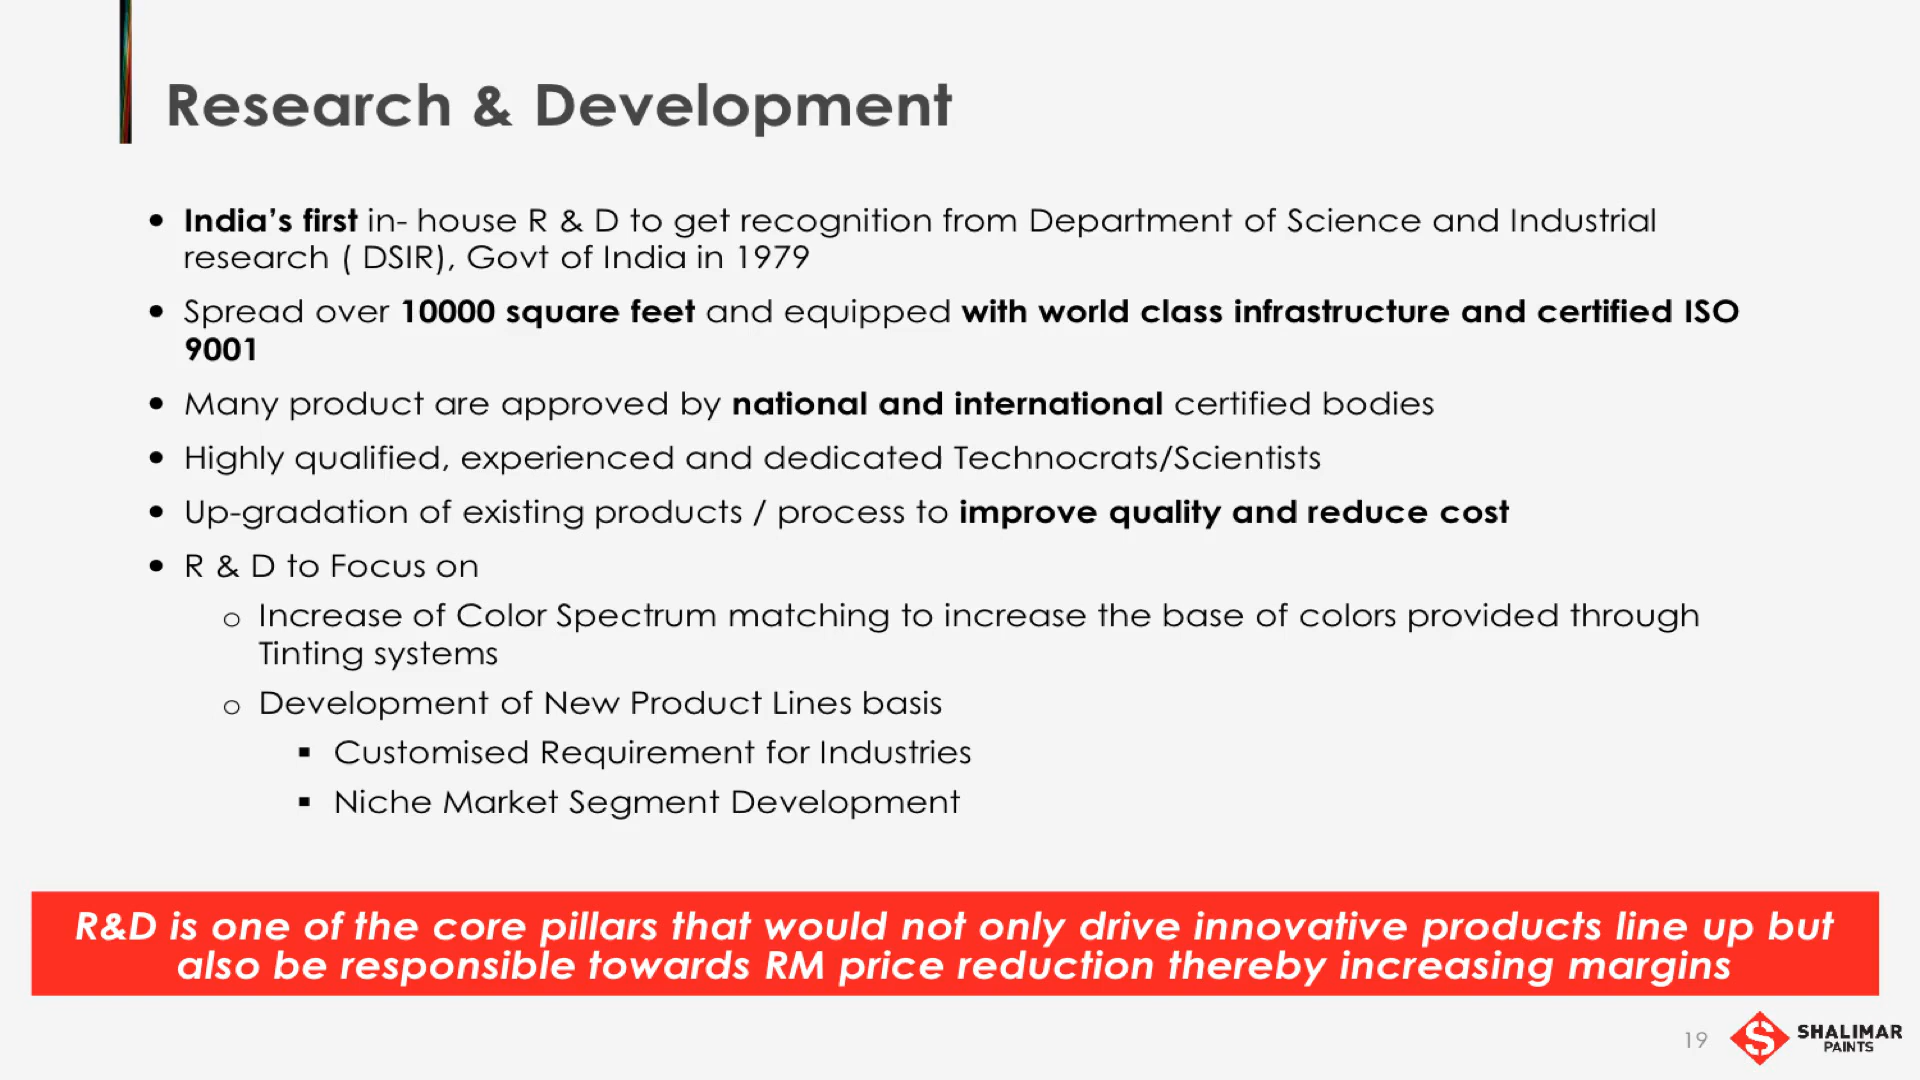 Research & Development
• India’s first in- house R & D to get recognition from Department of Science and Industrial
research ( DSIR), Govt of India in 1979
• Spread over 10000 square feet and equipped with world class infrastructure and certified ISO
9001
• Many product are approved by national and international certified bodies
• Highly qualified, experienced and dedicated Technocrats/Scientists
• Up-gradation of existing products / process to improve quality and reduce cost
• R & D to Focus on
o Increase of Color Spectrum matching to increase the base of colors provided through
Tinting systems
o Development of New Product Lines basis
▪ Customised Requirement for Industries
▪ Niche Market Segment Development
R&D is one of the core pillars that would not only drive innovative products line up but
also be responsible towards RM price reduction thereby increasing margins
19
SHALIMAR
PAINTS